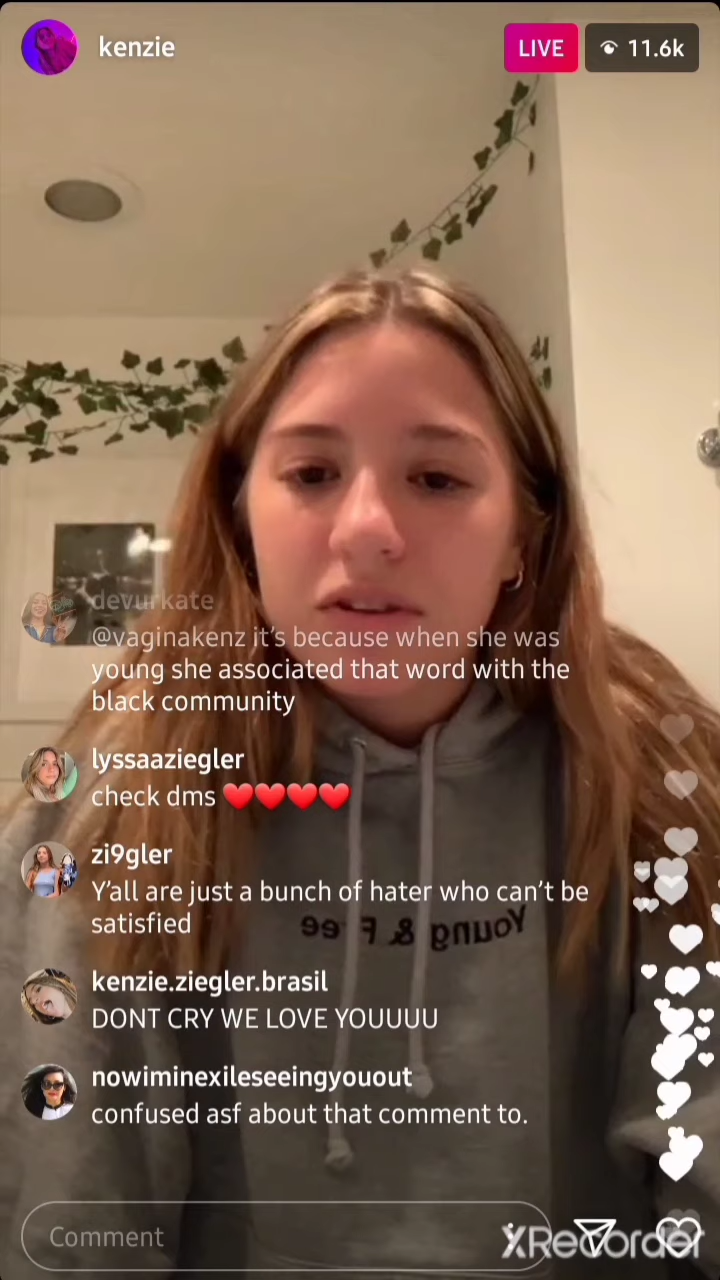 kenzie
LIVE
11.6k
devurkate
@vaginakenz it's because when she was
young she associated that word with the
black community
lyssaaziegler
check dms ❤️❤️❤️❤️
zi9gler
Y'all are just a bunch of hater who can't be
satisfied
Young & Free
kenzie.ziegler.brasil
DONT CRY WE LOVE YOUUUU
nowiminexileseeingyouout
confused asf about that comment to.
Comment
XRecorder